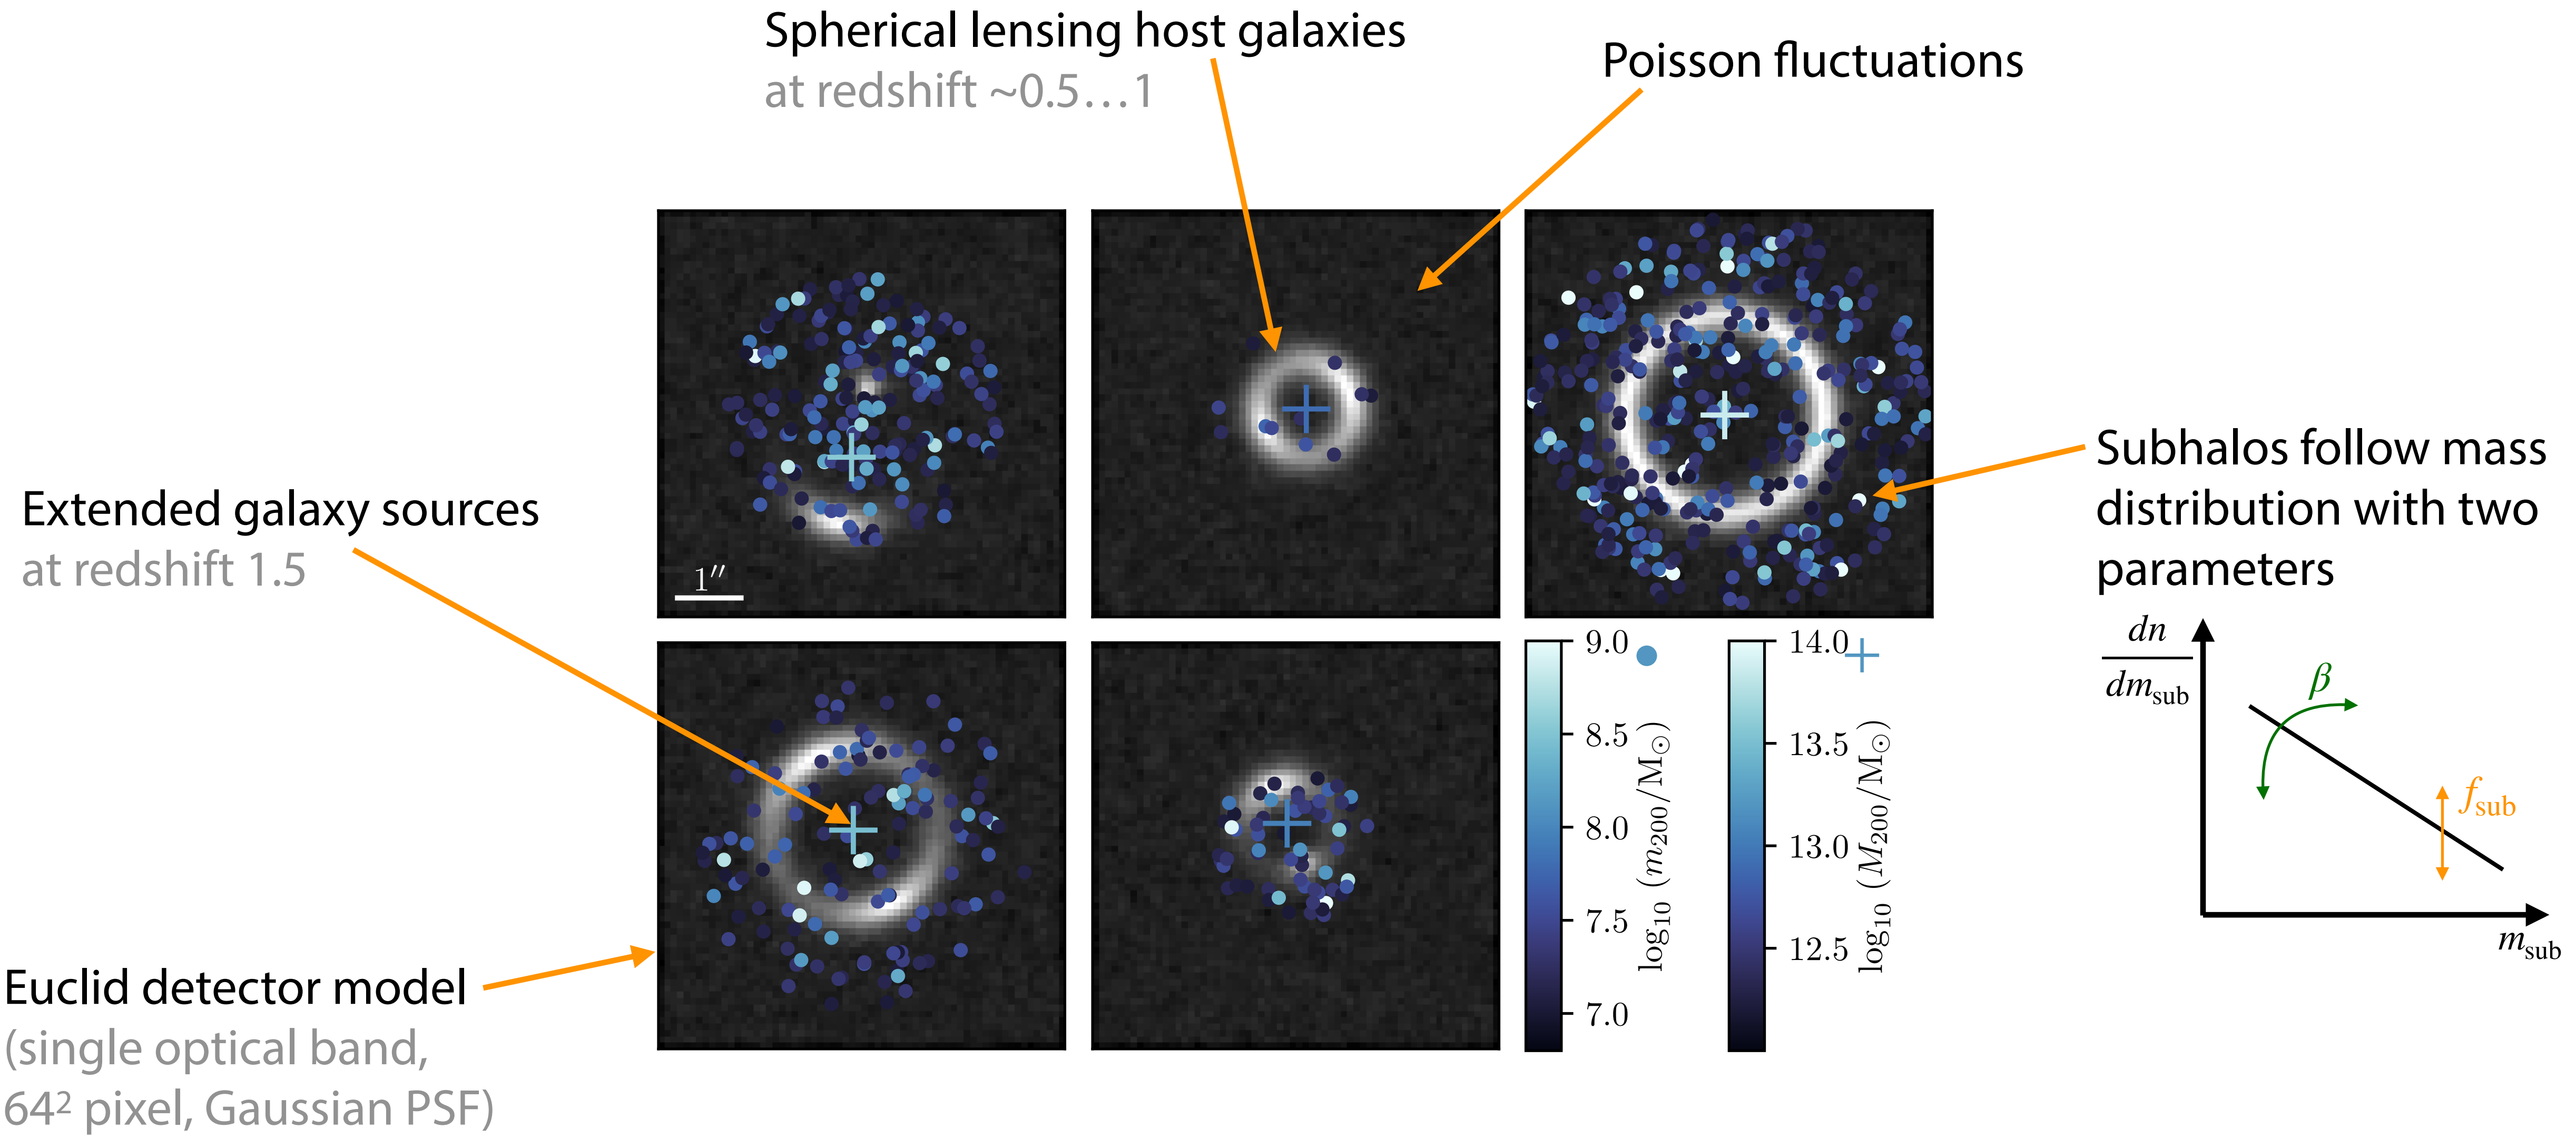 Spherical lensing host galaxies
at redshift ~0.5…1
Poisson fluctuations
Extended galaxy sources
at redshift 1.5
1″
Subhalos follow mass
distribution with two
parameters
Euclid detector model
(single optical band,
64² pixel, Gaussian PSF)
9.0
8.5
8.0
7.5
7.0
log₁₀ (m₂₀₀/M⊙)
14.0
13.5
13.0
12.5
log₁₀ (M₂₀₀/M⊙)
dn
dm_sub
β
f_sub
m_sub